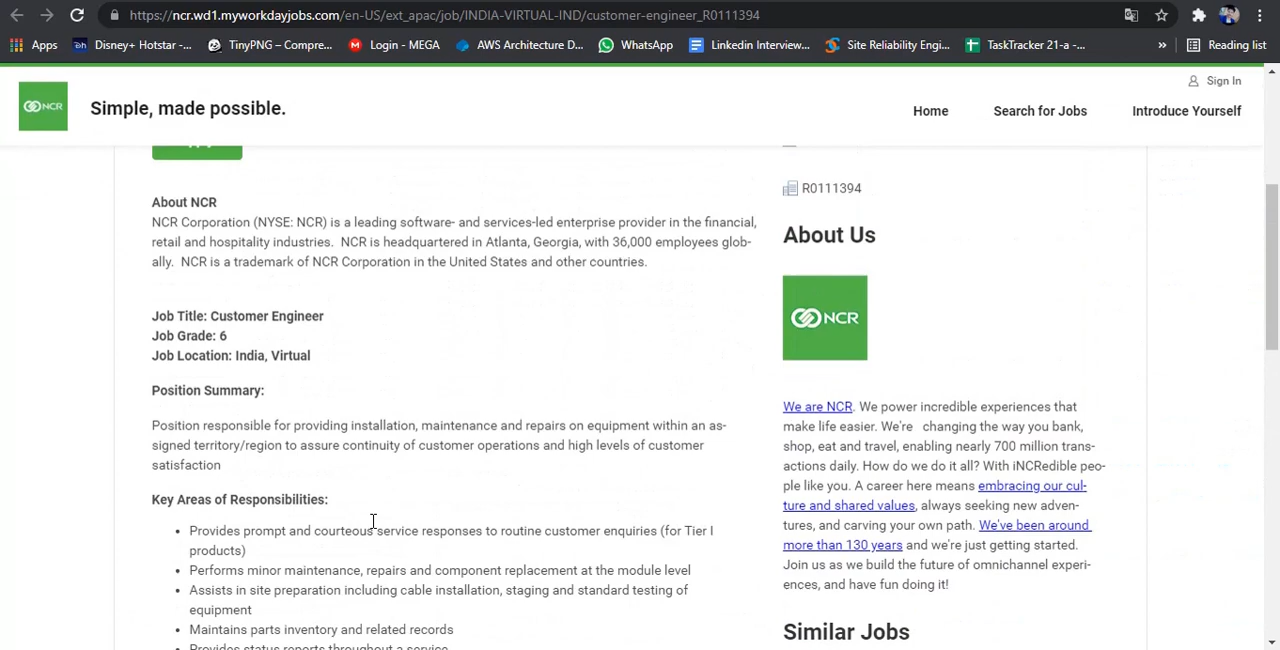 https://ncr.wd1.myworkdayjobs.com/en-US/ext_apac/job/INDIA-VIRTUAL-IND/customer-engineer_R0111394
Apps
Disney+ Hotstar -...
TinyPNG – Compre...
Login - MEGA
AWS Architecture D...
WhatsApp
Linkedin Interview...
Site Reliability Engi...
TaskTracker 21-a -...
»
Reading list
NCR
Simple, made possible.
Sign In
Home
Search for Jobs
Introduce Yourself
About NCR
NCR Corporation (NYSE: NCR) is a leading software- and services-led enterprise provider in the financial,
retail and hospitality industries. NCR is headquartered in Atlanta, Georgia, with 36,000 employees glob-
ally. NCR is a trademark of NCR Corporation in the United States and other countries.
Job Title: Customer Engineer
Job Grade: 6
Job Location: India, Virtual
Position Summary:
Position responsible for providing installation, maintenance and repairs on equipment within an as-
signed territory/region to assure continuity of customer operations and high levels of customer
satisfaction
Key Areas of Responsibilities:
• Provides prompt and courteous service responses to routine customer enquiries (for Tier I
products)
• Performs minor maintenance, repairs and component replacement at the module level
• Assists in site preparation including cable installation, staging and standard testing of
equipment
• Maintains parts inventory and related records
• Provides status reports throughout a service
R0111394
About Us
NCR
We are NCR. We power incredible experiences that
make life easier. We're changing the way you bank,
shop, eat and travel, enabling nearly 700 million trans-
actions daily. How do we do it all? With iNCRedible peo-
ple like you. A career here means embracing our cul-
ture and shared values, always seeking new adven-
tures, and carving your own path. We've been around
more than 130 years and we're just getting started.
Join us as we build the future of omnichannel experi-
ences, and have fun doing it!
Similar Jobs